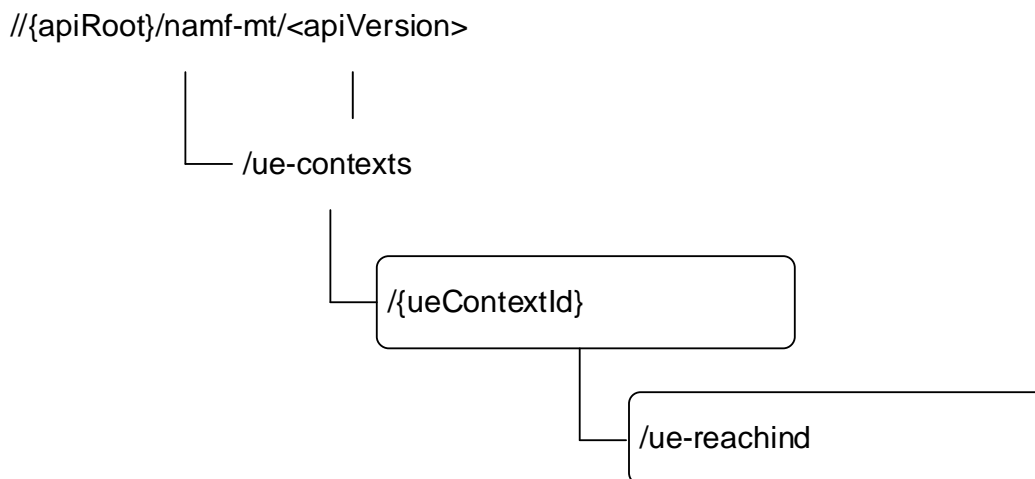 //{apiRoot}/namf-mt/<apiVersion>
/ue-contexts
/{ueContextId}
/ue-reachind